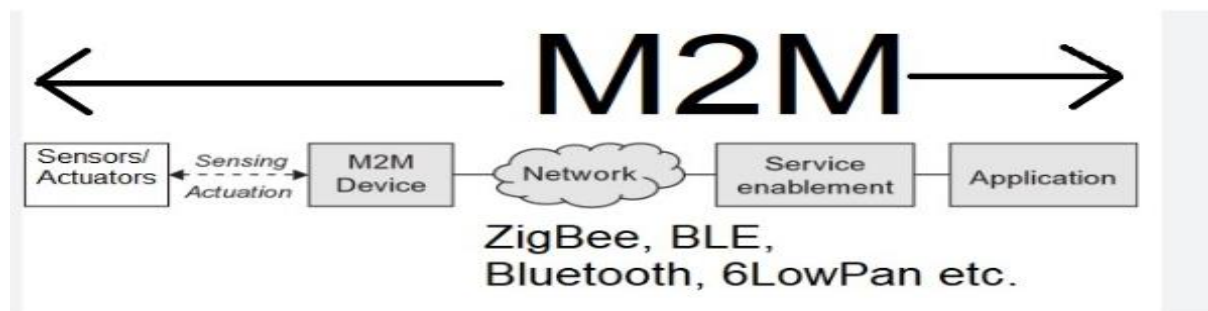 M2M
Sensors/
Actuators
Sensing
Actuation
M2M
Device
Network
Service
enablement
Application
ZigBee, BLE,
Bluetooth, 6LowPan etc.